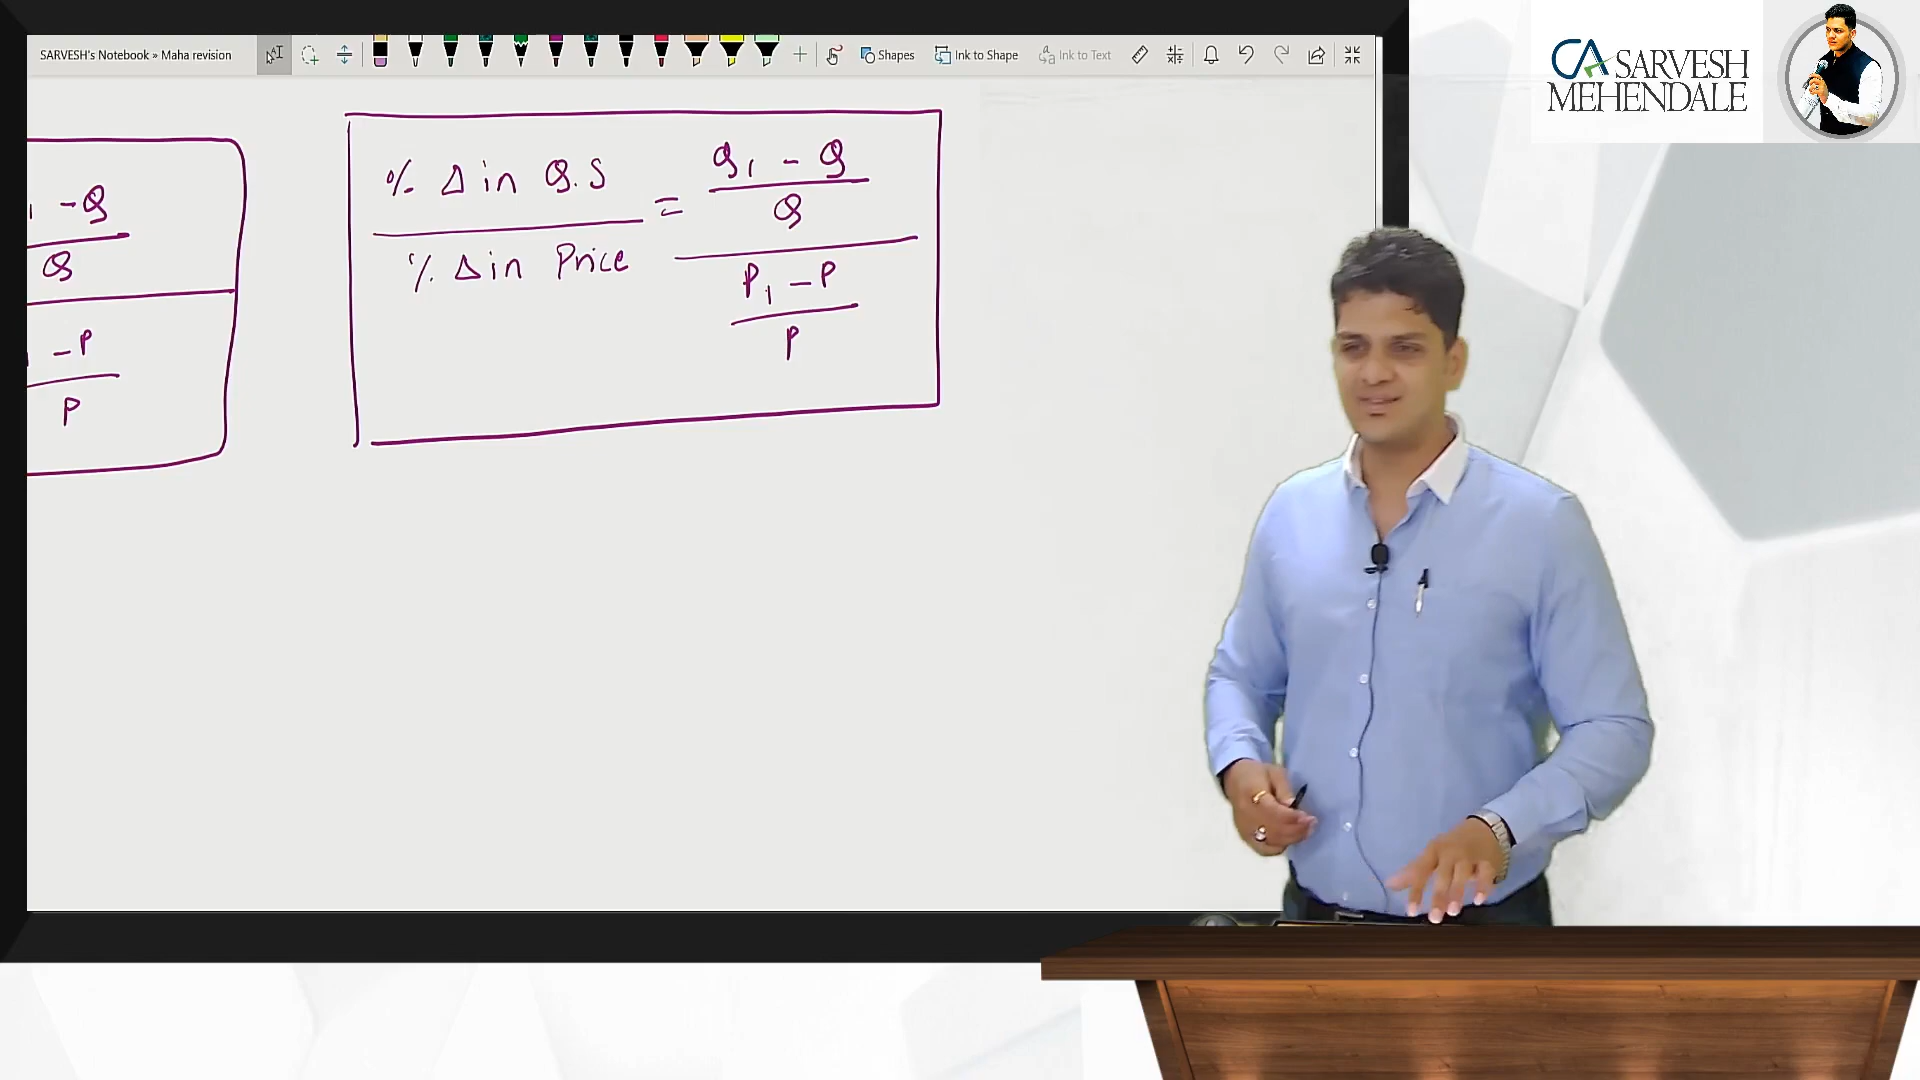 SARVESH's Notebook » Maha revision
Shapes
Ink to Shape
Ink to Text
CA SARVESH
MEHENDALE
1 - Q
Q
- P
P
% Δ in Q.S
% Δ in Price
=
Q1 - Q
Q
P1 - P
P